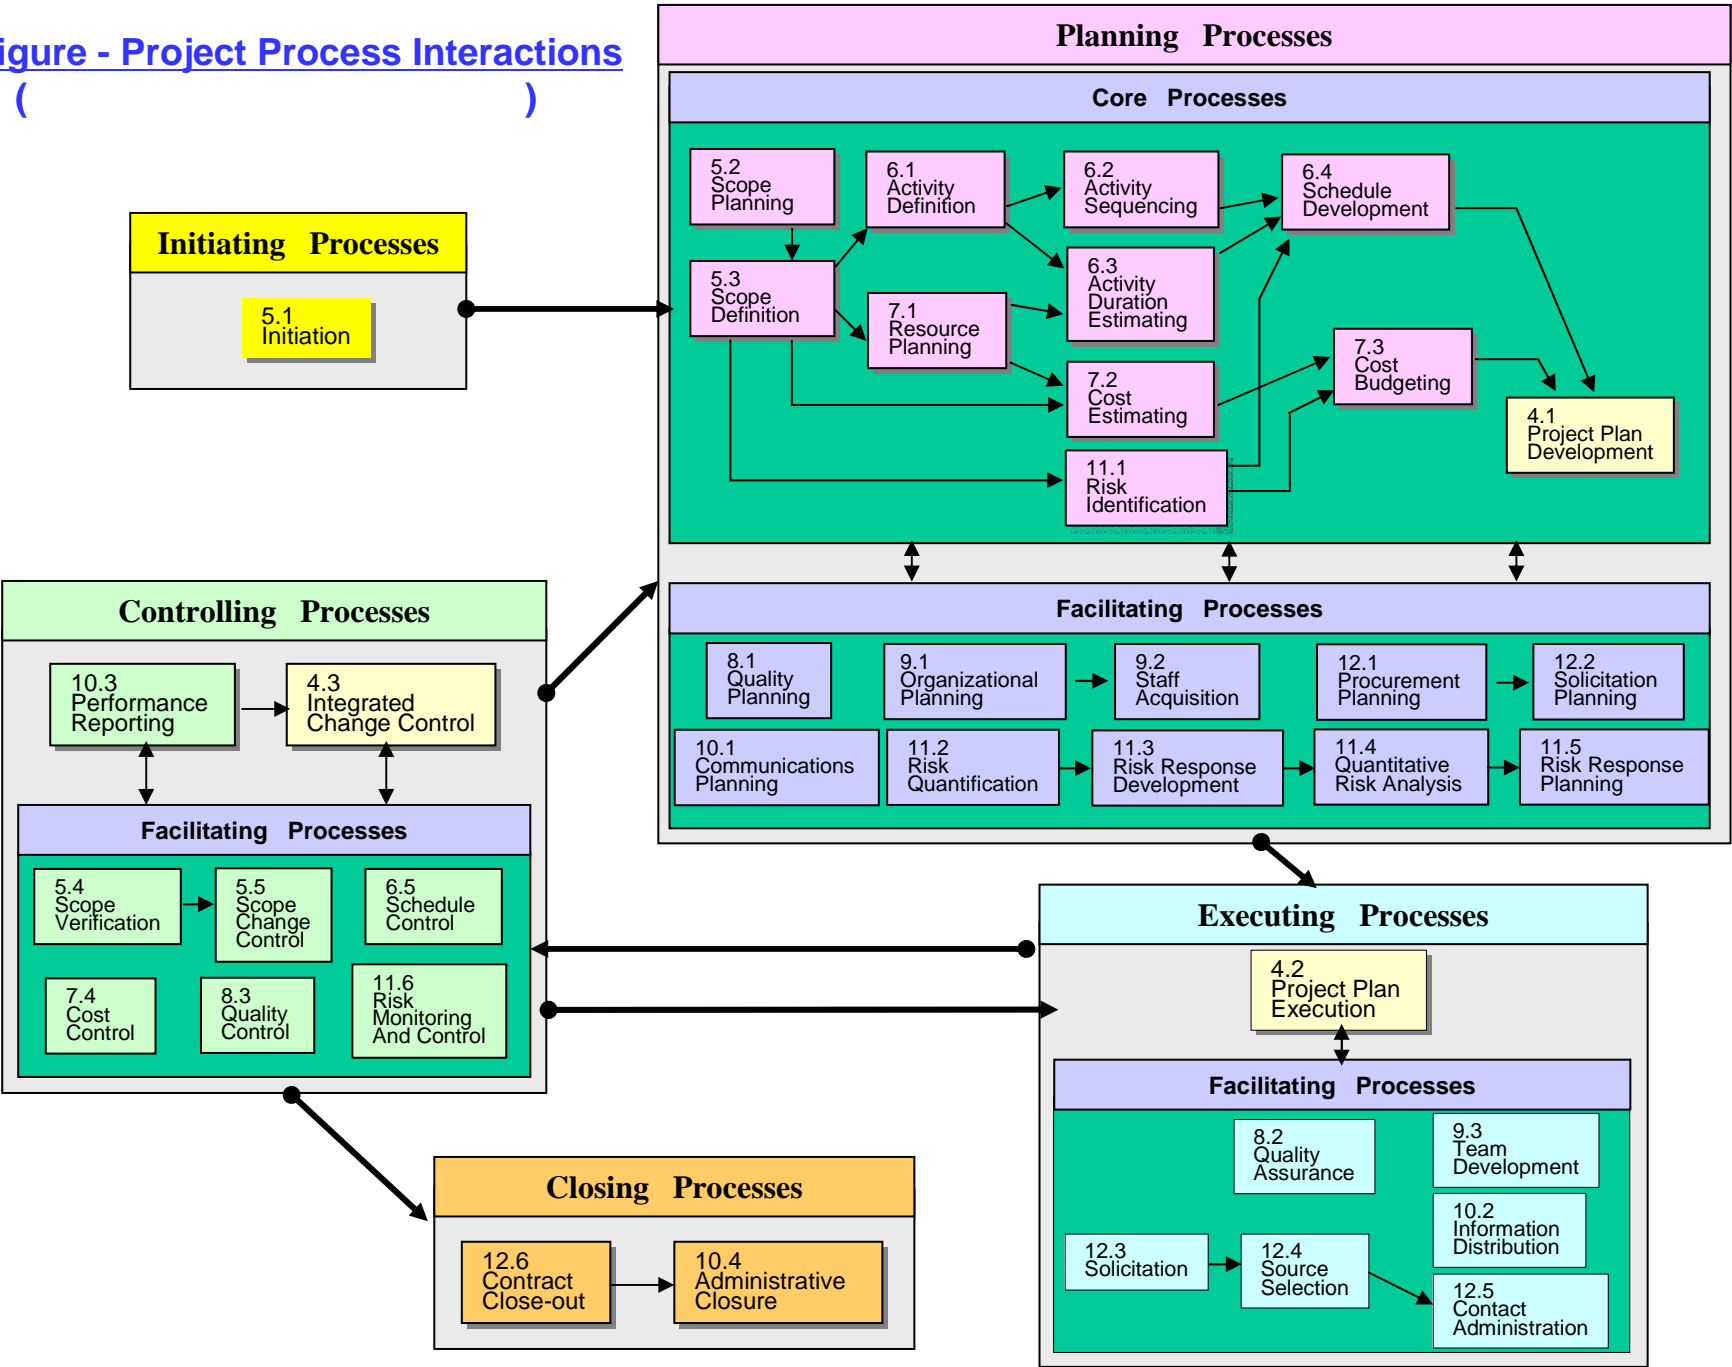 igure - Project Process Interactions
( )
Planning Processes
Core Processes
5.2
Scope
Planning
6.1
Activity
Definition
6.2
Activity
Sequencing
6.4
Schedule
Development
5.3
Scope
Definition
7.1
Resource
Planning
6.3
Activity
Duration
Estimating
7.2
Cost
Estimating
7.3
Cost
Budgeting
4.1
Project Plan
Development
11.1
Risk
Identification
Initiating Processes
5.1
Initiation
Facilitating Processes
8.1
Quality
Planning
9.1
Organizational
Planning
9.2
Staff
Acquisition
12.1
Procurement
Planning
12.2
Solicitation
Planning
10.1
Communications
Planning
11.2
Risk
Quantification
11.3
Risk Response
Development
11.4
Quantitative
Risk Analysis
11.5
Risk Response
Planning
Controlling Processes
10.3
Performance
Reporting
4.3
Integrated
Change Control
Facilitating Processes
5.4
Scope
Verification
5.5
Scope
Change
Control
6.5
Schedule
Control
7.4
Cost
Control
8.3
Quality
Control
11.6
Risk
Monitoring
And Control
Executing Processes
4.2
Project Plan
Execution
Facilitating Processes
8.2
Quality
Assurance
9.3
Team
Development
10.2
Information
Distribution
12.3
Solicitation
12.4
Source
Selection
12.5
Contact
Administration
Closing Processes
12.6
Contract
Close-out
10.4
Administrative
Closure